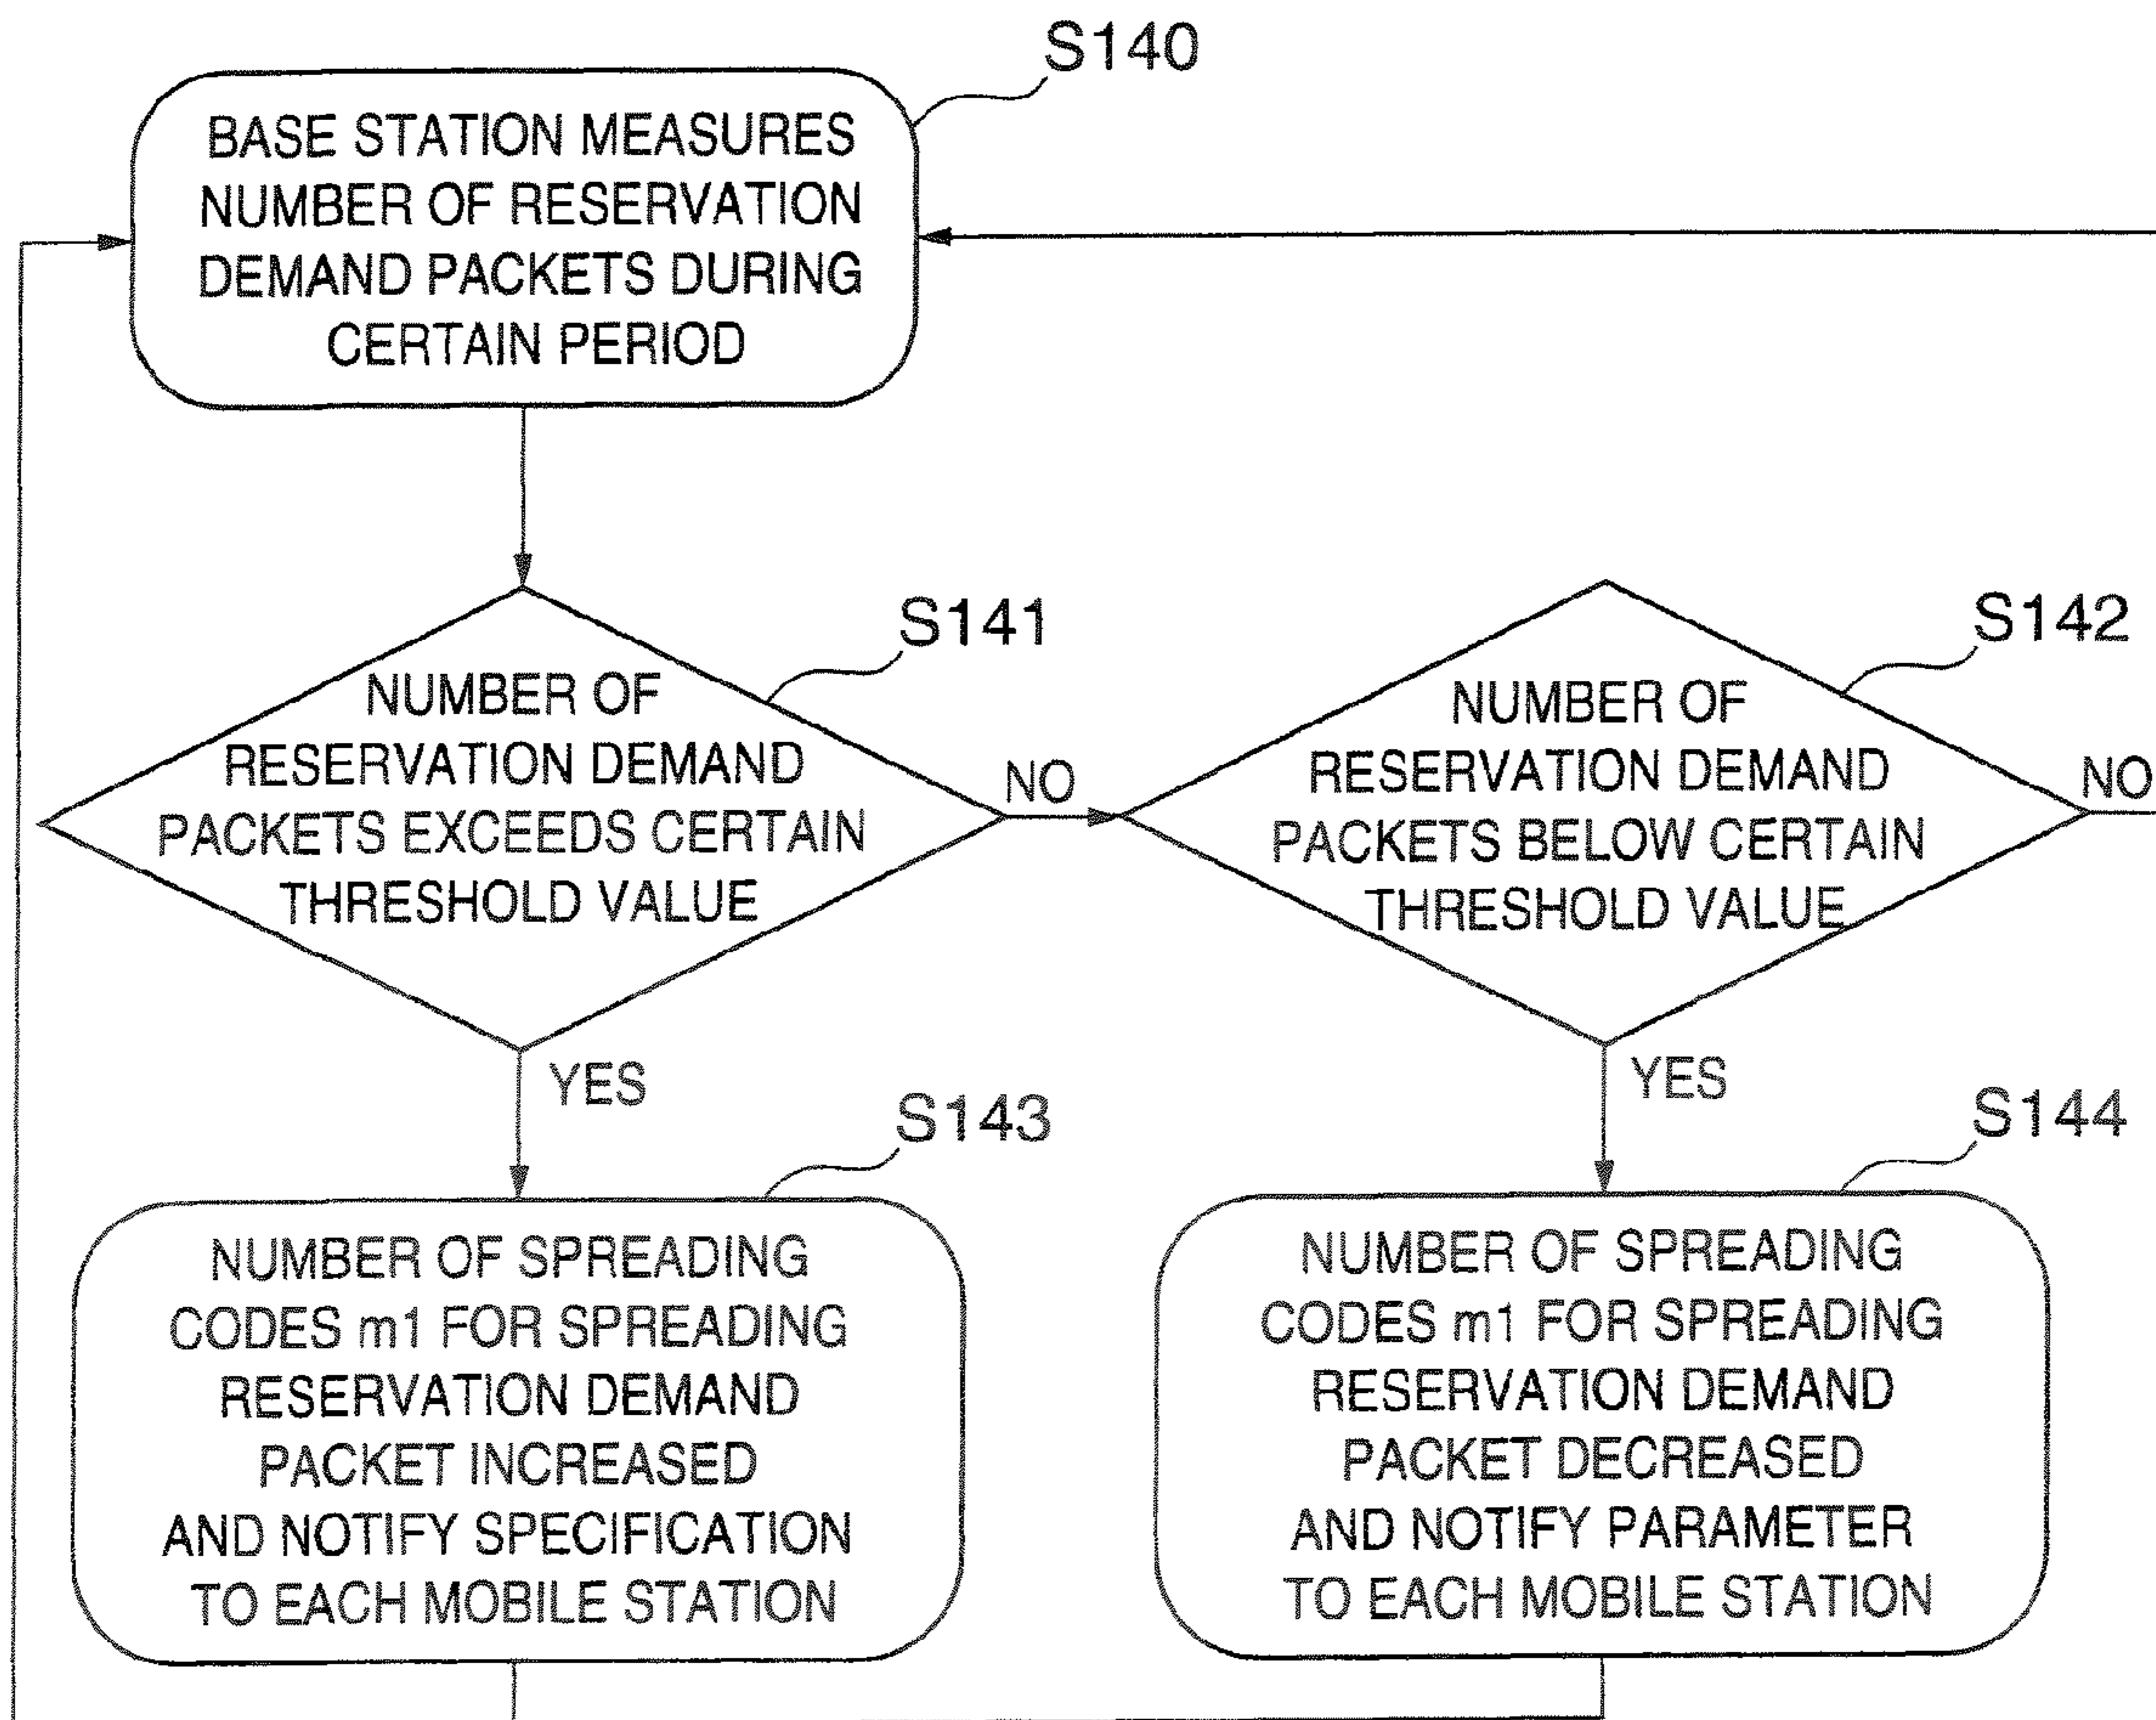 S140
BASE STATION MEASURES
NUMBER OF RESERVATION
DEMAND PACKETS DURING
CERTAIN PERIOD
S141
NUMBER OF
RESERVATION DEMAND
PACKETS EXCEEDS CERTAIN
THRESHOLD VALUE
NO
YES
S142
NUMBER OF
RESERVATION DEMAND
PACKETS BELOW CERTAIN
THRESHOLD VALUE
NO
YES
S143
NUMBER OF SPREADING
CODES m1 FOR SPREADING
RESERVATION DEMAND
PACKET INCREASED
AND NOTIFY SPECIFICATION
TO EACH MOBILE STATION
S144
NUMBER OF SPREADING
CODES m1 FOR SPREADING
RESERVATION DEMAND
PACKET DECREASED
AND NOTIFY PARAMETER
TO EACH MOBILE STATION